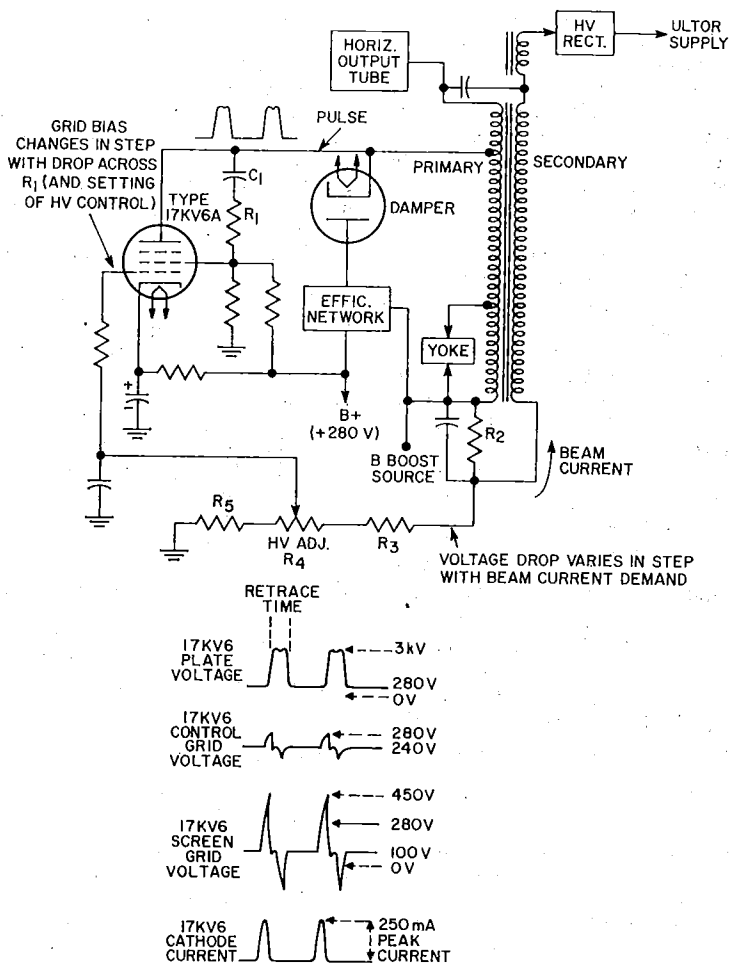 HORIZ.
OUTPUT
TUBE
HV
RECT.
ULTOR
SUPPLY
GRID BIAS
CHANGES IN STEP
WITH DROP ACROSS
R1 (AND SETTING
OF HV CONTROL)
TYPE
17KV6A
PULSE
C1
R1
PRIMARY
SECONDARY
DAMPER
EFFIC.
NETWORK
YOKE
+
-
B+
(+280 V)
B BOOST
SOURCE
R2
BEAM
CURRENT
R5
HV ADJ.
R4
R3
VOLTAGE DROP VARIES IN STEP
WITH BEAM CURRENT DEMAND
RETRACE
TIME
17KV6
PLATE
VOLTAGE
3kV
280V
0V
17KV6
CONTROL
GRID
VOLTAGE
280V
240V
17KV6
SCREEN
GRID
VOLTAGE
450V
280V
100V
0V
17KV6
CATHODE
CURRENT
250mA
PEAK
CURRENT